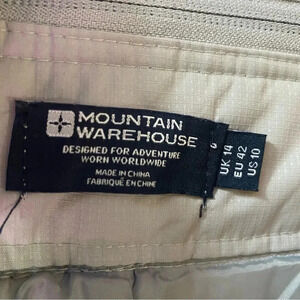 MOUNTAIN
WAREHOUSE
DESIGNED FOR ADVENTURE
WORN WORLDWIDE
MADE IN CHINA
FABRIQUÉ EN CHINE
UK 14
EU 42
US 10